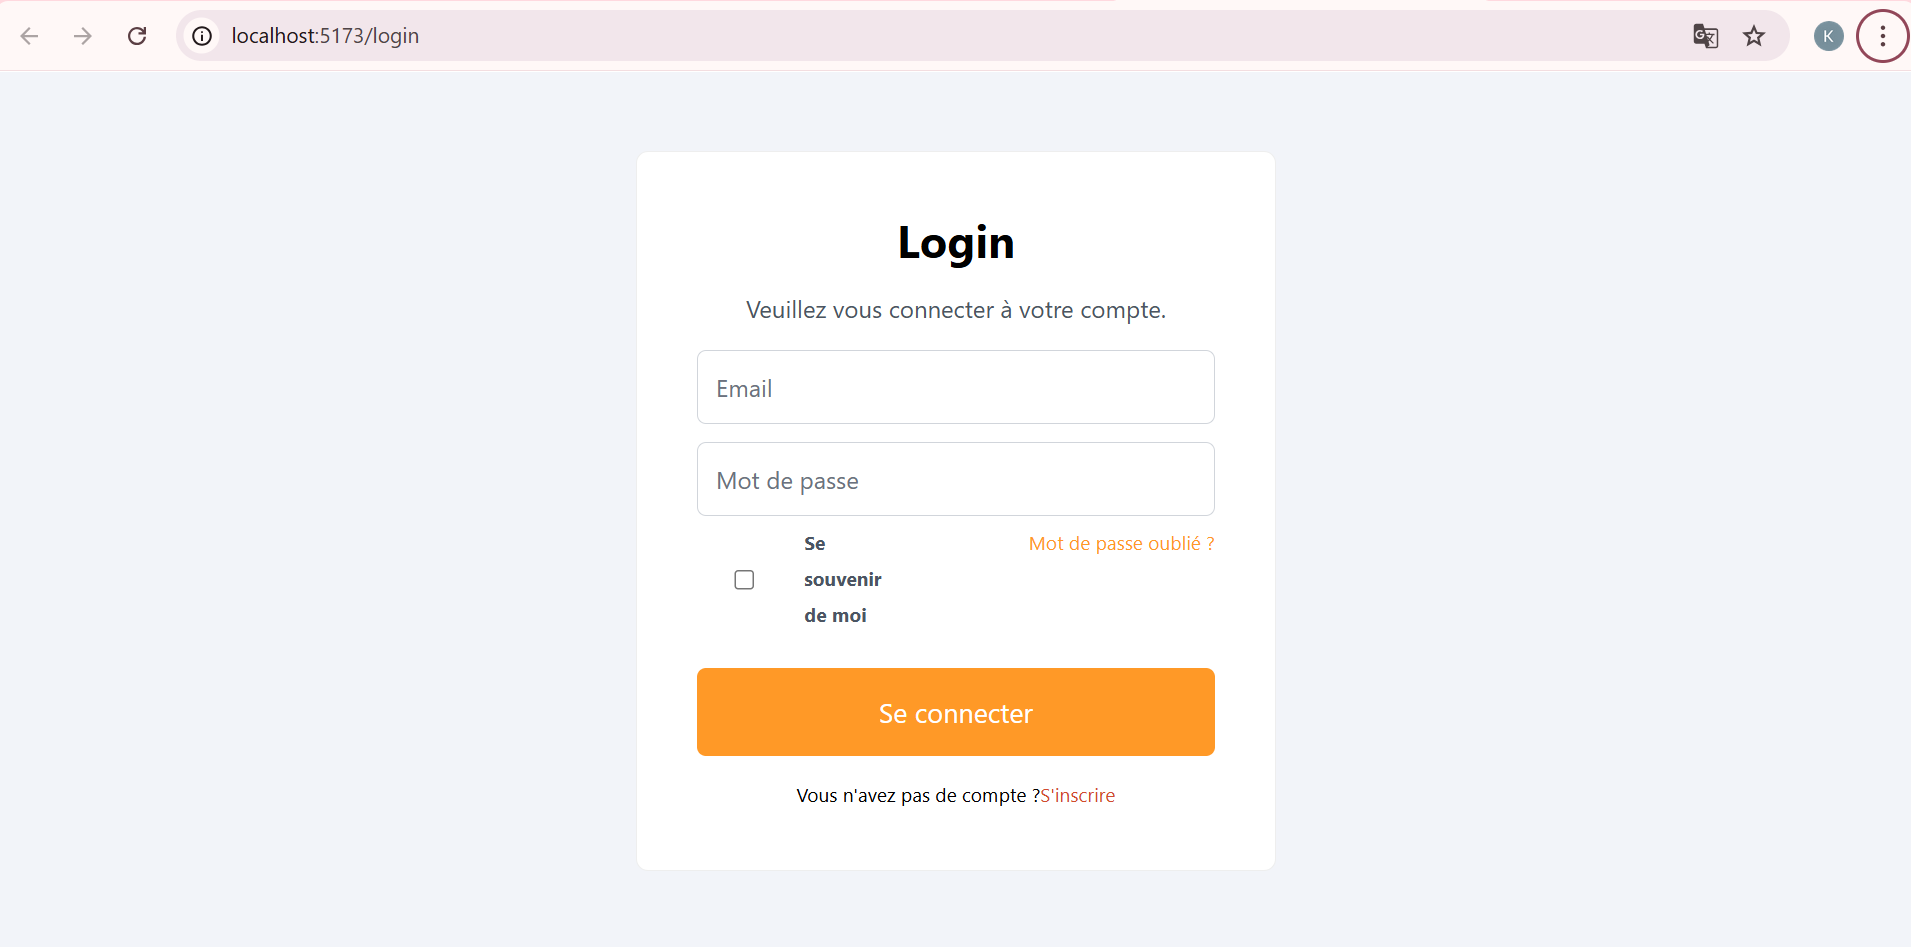 localhost:5173/login
K
Login
Veuillez vous connecter à votre compte.
Email
Mot de passe
Se
souvenir
de moi
Mot de passe oublié ?
Se connecter
Vous n'avez pas de compte ?S'inscrire